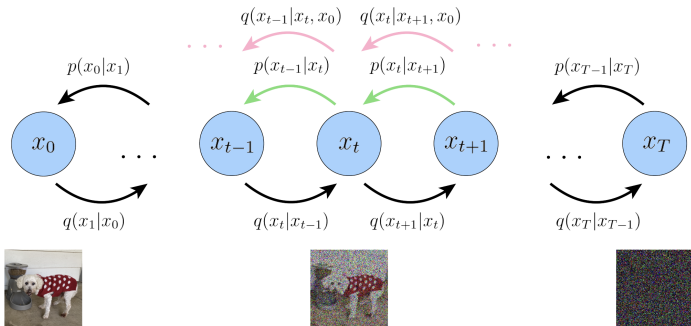 q(x_{t−1}|x_t, x_0) q(x_t|x_{t+1}, x_0)
. . . . . .
p(x_0|x_1) p(x_{t−1}|x_t) p(x_t|x_{t+1}) p(x_{T−1}|x_T)
x_0 . . . x_{t−1} x_t x_{t+1} . . . x_T
q(x_1|x_0) q(x_t|x_{t−1}) q(x_{t+1}|x_t) q(x_T|x_{T−1})